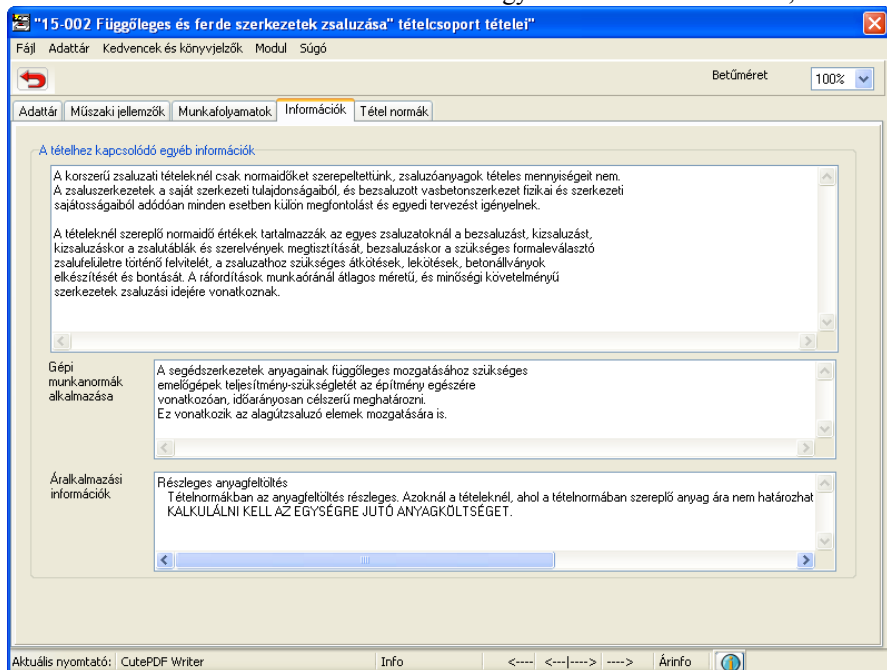 "15-002 Függőleges és ferde szerkezetek zsaluzása" tételcsoport tételei"
Fájl Adattár Kedvencek és könyvjelzők Modul Súgó
Betűméret 100%
Adattár Műszaki jellemzők Munkafolyamatok Információk Tétel normák
A tételhez kapcsolódó egyéb információk
A korszerű zsaluzati tételeknél csak normaidőket szerepeltettünk, zsaluzóanyagok tételes mennyiségeit nem.
A zsaluszerkezetek a saját szerkezeti tulajdonságaiból, és bezsaluzott vasbetonszerkezet fizikai és szerkezeti
sajátosságaiból adódóan minden esetben külön megfontolást és egyedi tervezést igényelnek.
A tételeknél szereplő normaidő értékek tartalmazzák az egyes zsaluzatoknál a bezsaluzást, kizsaluzást,
kizsaluzáskor a zsalutáblák és szerelvények megtisztítását, bezsaluzáskor a szükséges formaleválasztó
zsalufelületre történő felvitelét, a zsaluzathoz szükséges átkötések, lekötések, betonállványok
elkészítését és bontását. A ráfordítások munkaóránál átlagos méretű, és minőségi követelményű
szerkezetek zsaluzási idejére vonatkoznak.
Gépi
munkanormák
alkalmazása
A segédszerkezetek anyagainak függőleges mozgatásához szükséges
emelőgépek teljesítmény-szükségletét az építmény egészére
vonatkozóan, időarányosan célszerű meghatározni.
Ez vonatkozik az alagútzsaluzó elemek mozgatására is.
Áralkalmazási
információk
Részleges anyagfeltöltés
Tételnormákban az anyagfeltöltés részleges. Azoknál a tételeknél, ahol a tételnormában szereplő anyag ára nem határozhat
KALKULÁLNI KELL AZ EGYSÉGRE JUTÓ ANYAGKÖLTSÉGET.
Aktuális nyomtató: CutePDF Writer Info <---- <---|----> ----> Árinfo